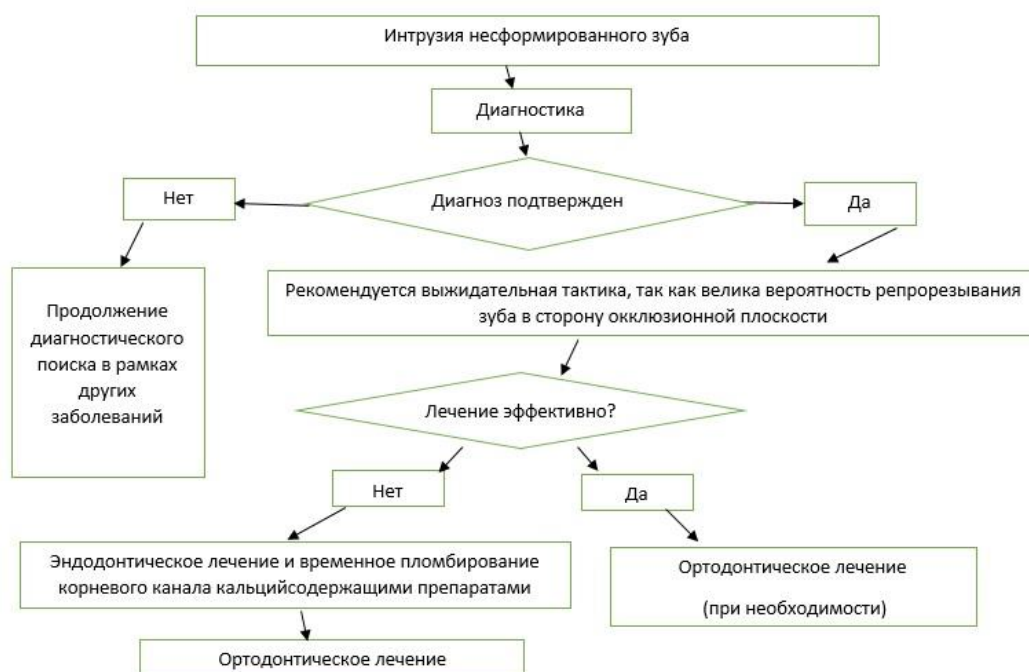 Интрузия несформированного зуба
Диагностика
Диагноз подтвержден
Нет
Да
Продолжение
диагностического
поиска в рамках
других
заболеваний
Рекомендуется выжидательная тактика, так как велика вероятность репрорезывания
зуба в сторону окклюзионной плоскости
Лечение эффективно?
Нет
Да
Эндодонтическое лечение и временное пломбирование
корневого канала кальцийсодержащими препаратами
Ортодонтическое лечение
(при необходимости)
Ортодонтическое лечение